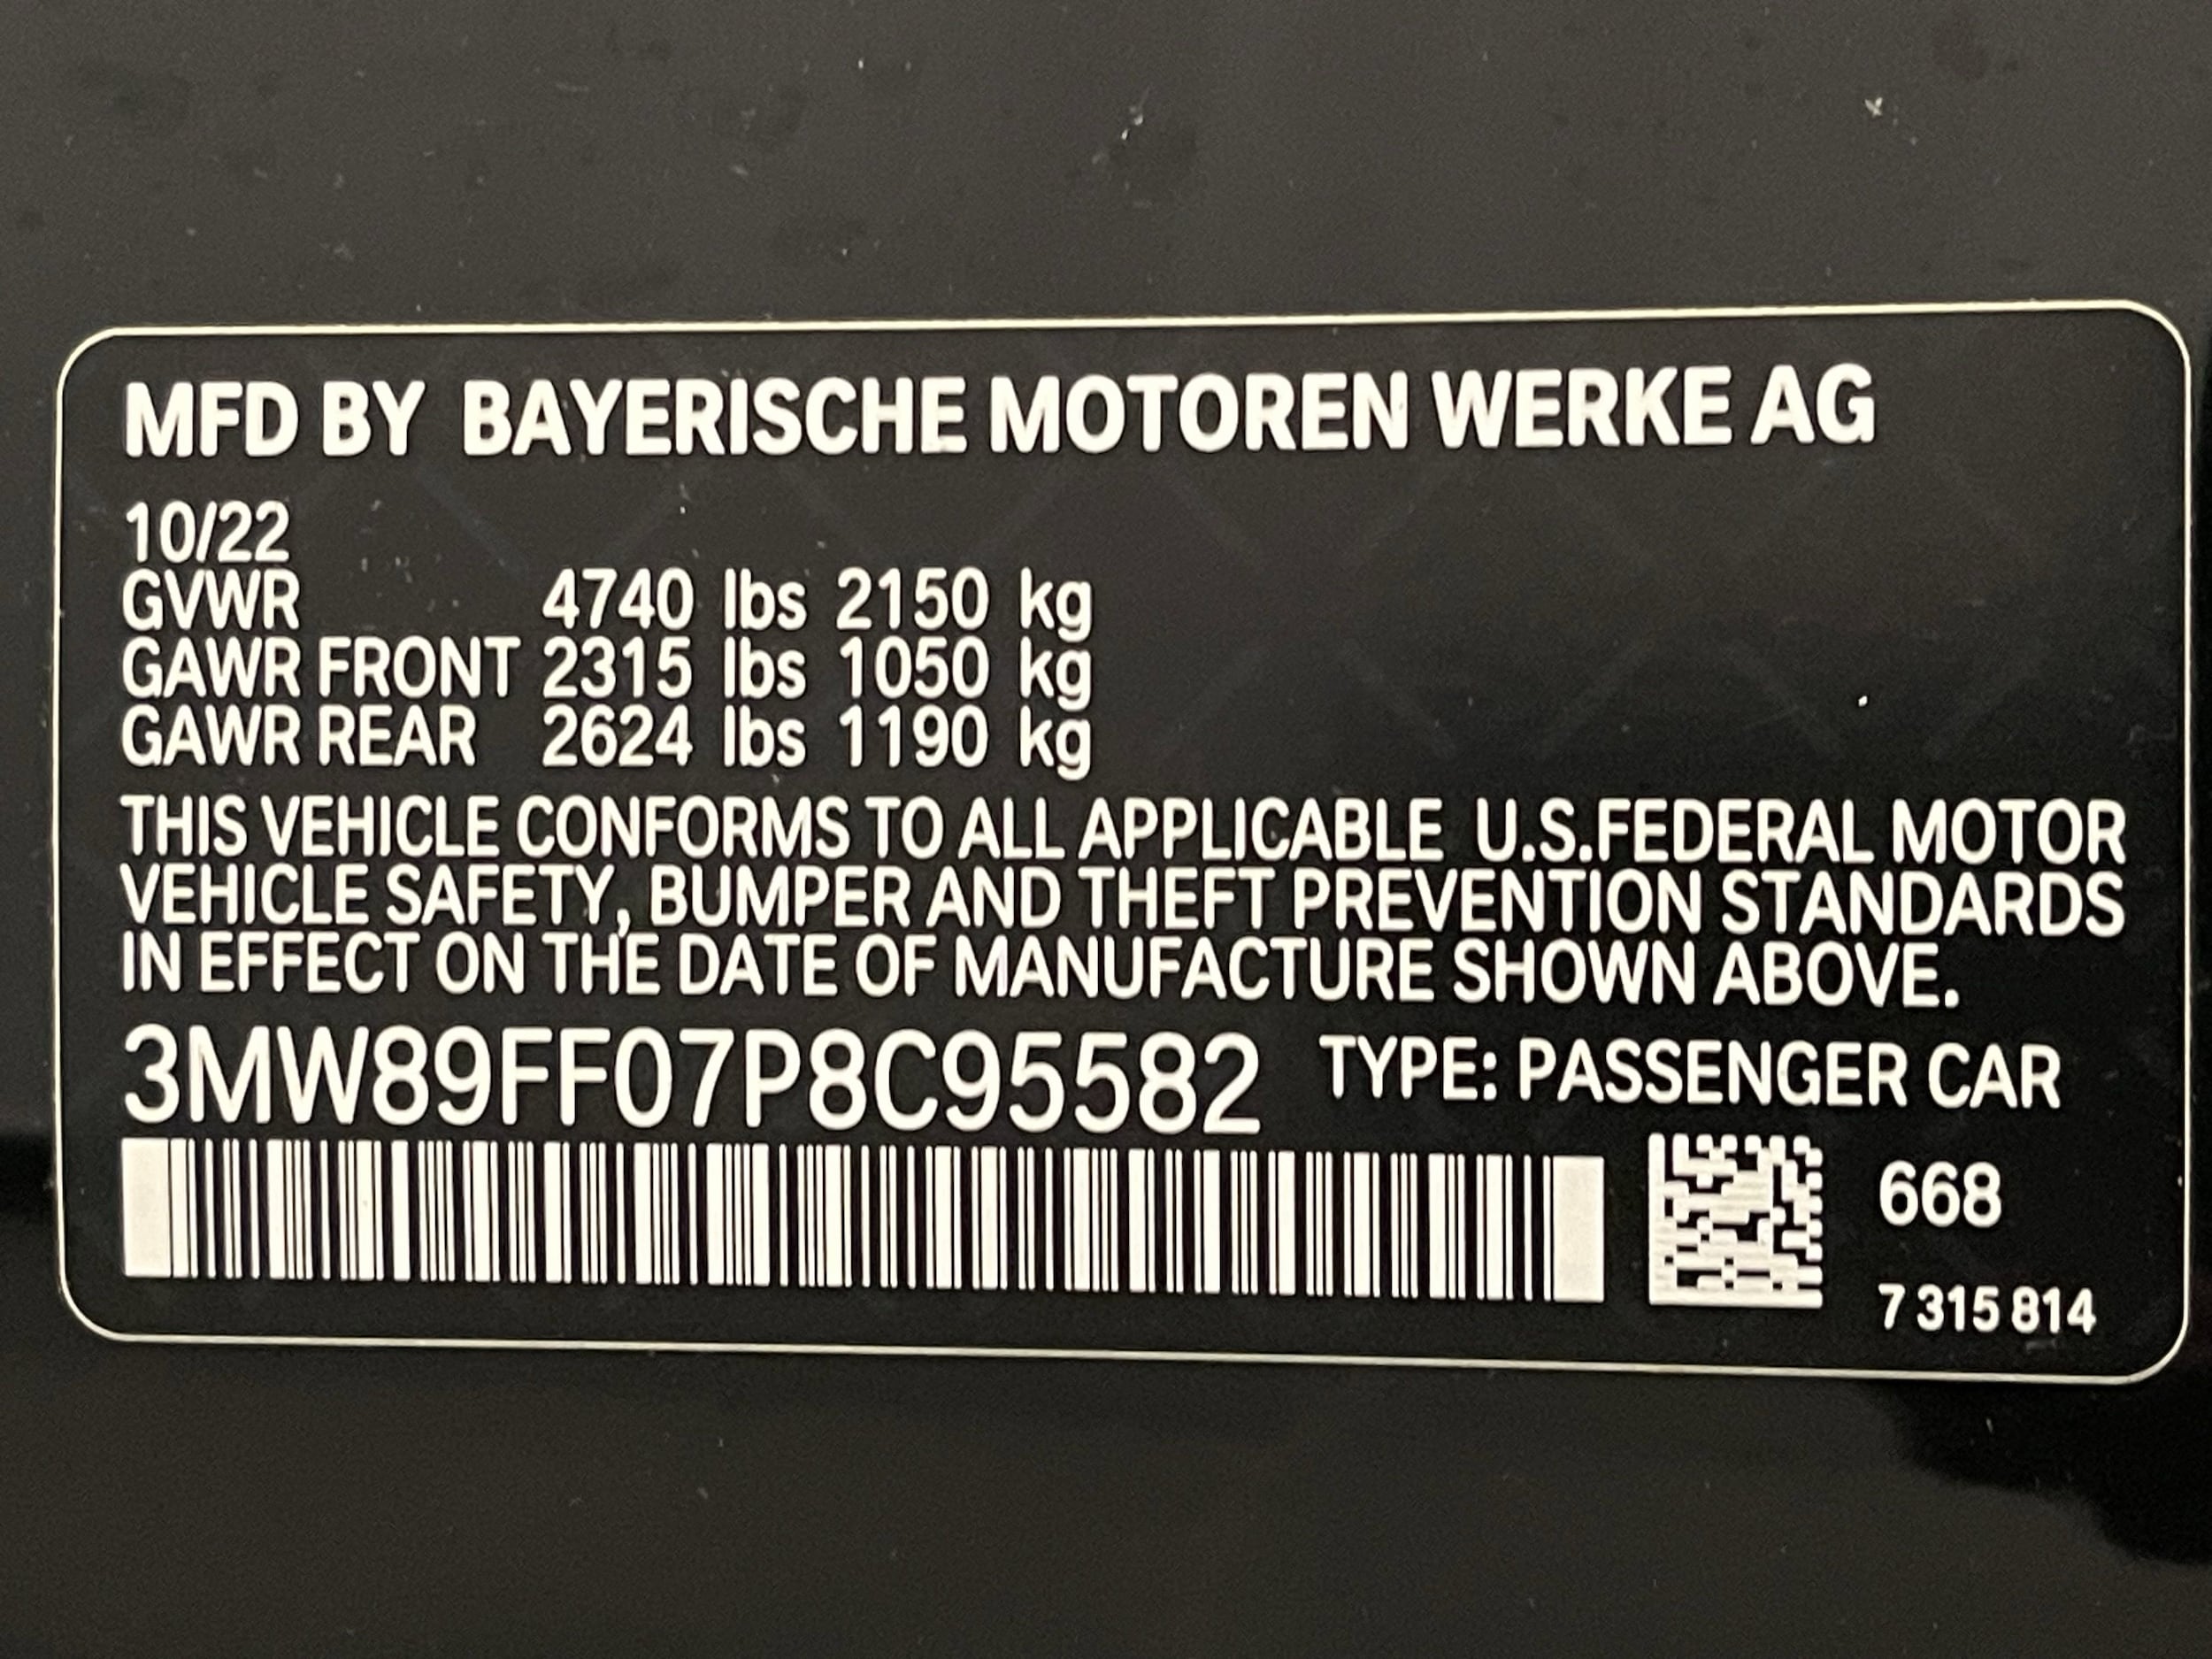 MFD BY BAYERISCHE MOTOREN WERKE AG
10/22
GVWR 4740 lbs 2150 kg
GAWR FRONT 2315 lbs 1050 kg
GAWR REAR 2624 lbs 1190 kg
THIS VEHICLE CONFORMS TO ALL APPLICABLE U.S.FEDERAL MOTOR
VEHICLE SAFETY, BUMPER AND THEFT PREVENTION STANDARDS
IN EFFECT ON THE DATE OF MANUFACTURE SHOWN ABOVE.
3MW89FF07P8C95582 TYPE: PASSENGER CAR
668
7 315 814